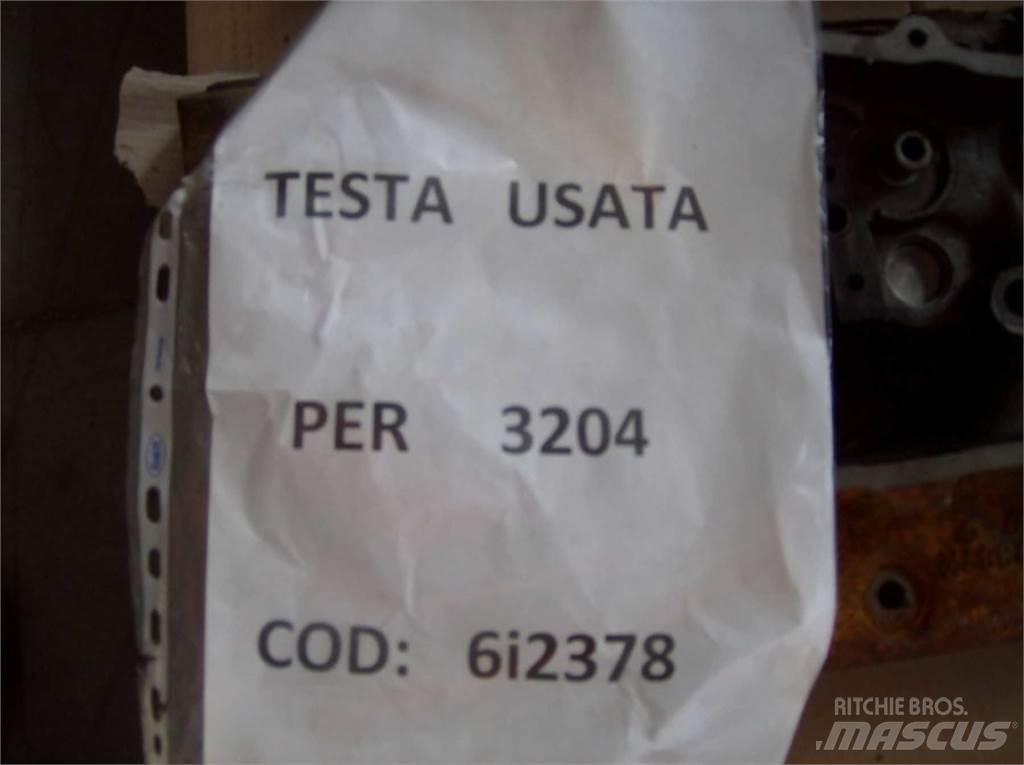 TESTA USATA
PER 3204
COD: 6i2378
RITCHIE BROS.
MASCUS